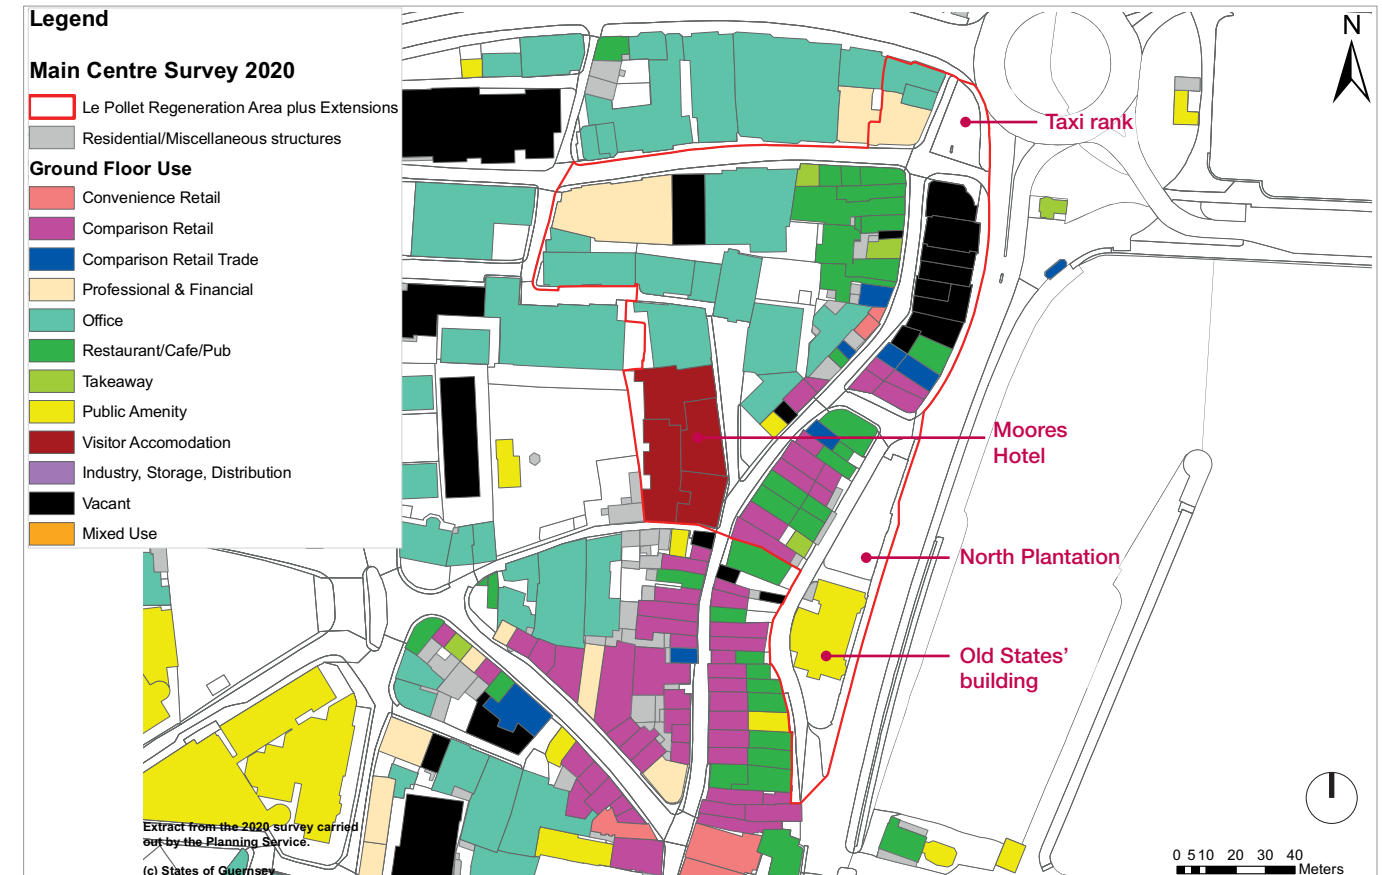 Legend
Main Centre Survey 2020
Le Pollet Regeneration Area plus Extensions
Residential/Miscellaneous structures
Ground Floor Use
Convenience Retail
Comparison Retail
Comparison Retail Trade
Professional & Financial
Office
Restaurant/Cafe/Pub
Takeaway
Public Amenity
Visitor Accomodation
Industry, Storage, Distribution
Vacant
Mixed Use
N
Taxi rank
Moores
Hotel
North Plantation
Old States'
building
Extract from the 2020 survey carried
out by the Planning Service.
(c) States of Guernsey
0 5 10 20 30 40
Meters